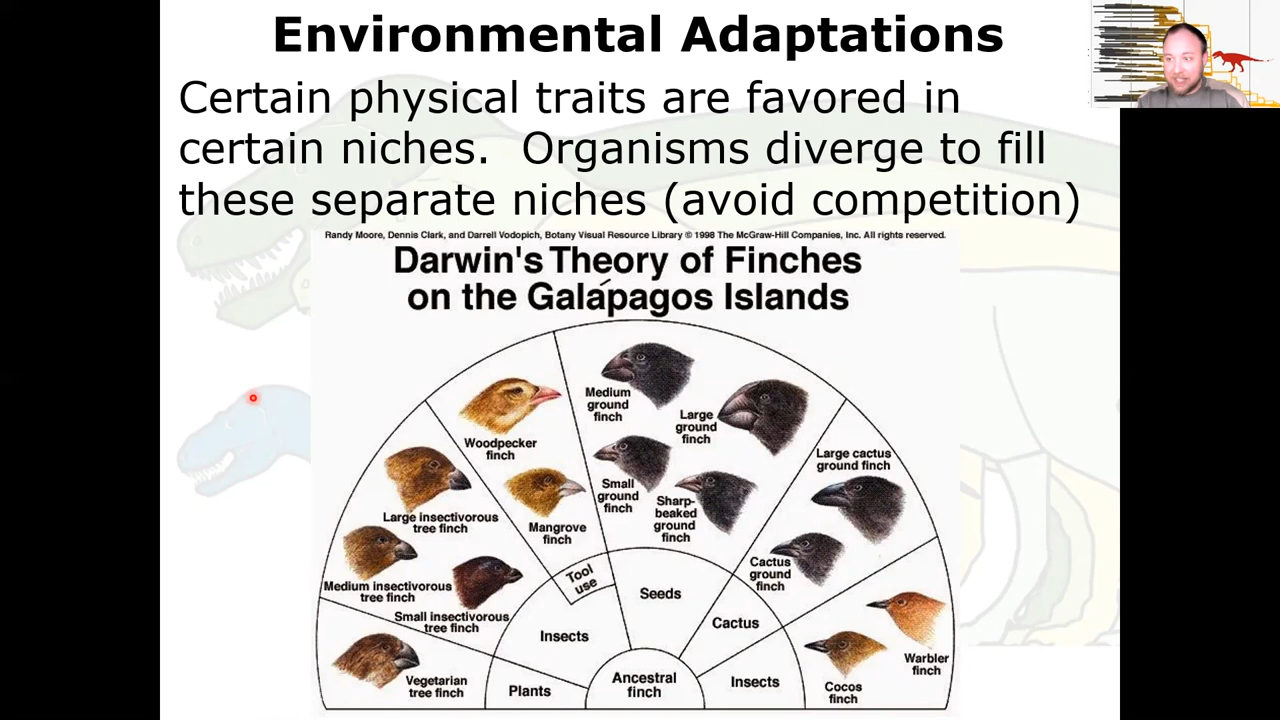 Environmental Adaptations
Certain physical traits are favored in
certain niches.  Organisms diverge to fill
these separate niches (avoid competition)
Randy Moore, Dennis Clark, and Darrell Vodopich, Botany Visual Resource Library © 1998 The McGraw-Hill Companies, Inc. All rights reserved.
Darwin's Theory of Finches
on the Galapagos Islands
Medium
ground
finch
Large
ground
finch
Woodpecker
finch
Large cactus
ground finch
Small
ground
finch
Sharp-
beaked
ground
finch
Large insectivorous
tree finch
Mangrove
finch
Cactus
ground
finch
Medium insectivorous
tree finch
Tool
use
Seeds
Small insectivorous
tree finch
Cactus
Insects
Warbler
finch
Vegetarian
tree finch
Plants
Ancestral
finch
Insects
Cocos
finch